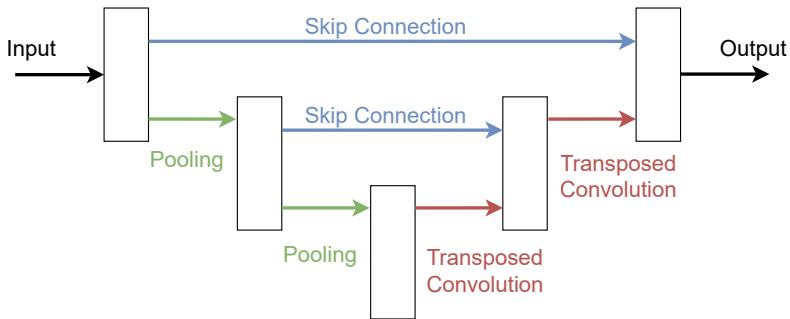 Skip Connection
Input
Output
Skip Connection
Pooling
Transposed
Convolution
Pooling
Transposed
Convolution